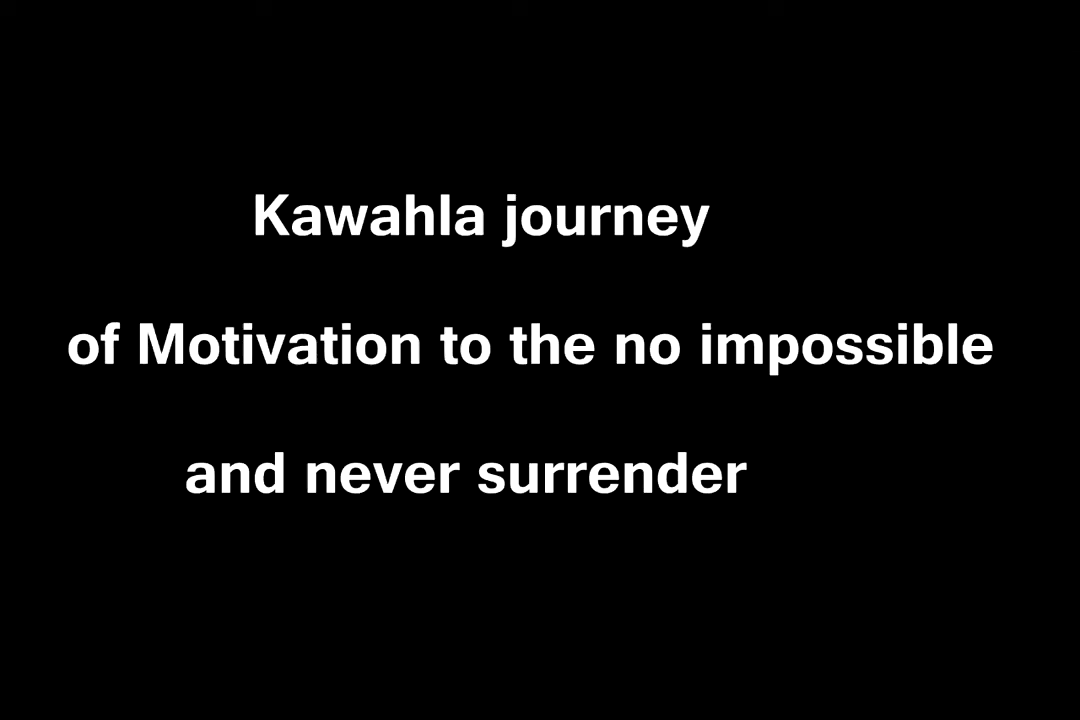 Kawahla journey
of Motivation to the no impossible
and never surrender